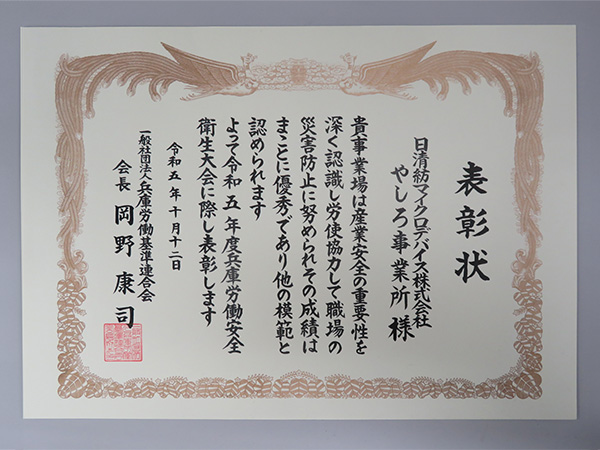 表彰状
日清紡マイクロデバイス株式会社
やしろ事業所 様
貴事業場は産業安全の重要性を
深く認識し労使協力して職場の
災害防止に努められその成績は
まことに優秀であり他の模範と
認められます
よって令和五年度兵庫労働安全
衛生大会に際し表彰します
令和五年十月十二日
一般社団法人兵庫労働基準連合会
会長 岡野康司